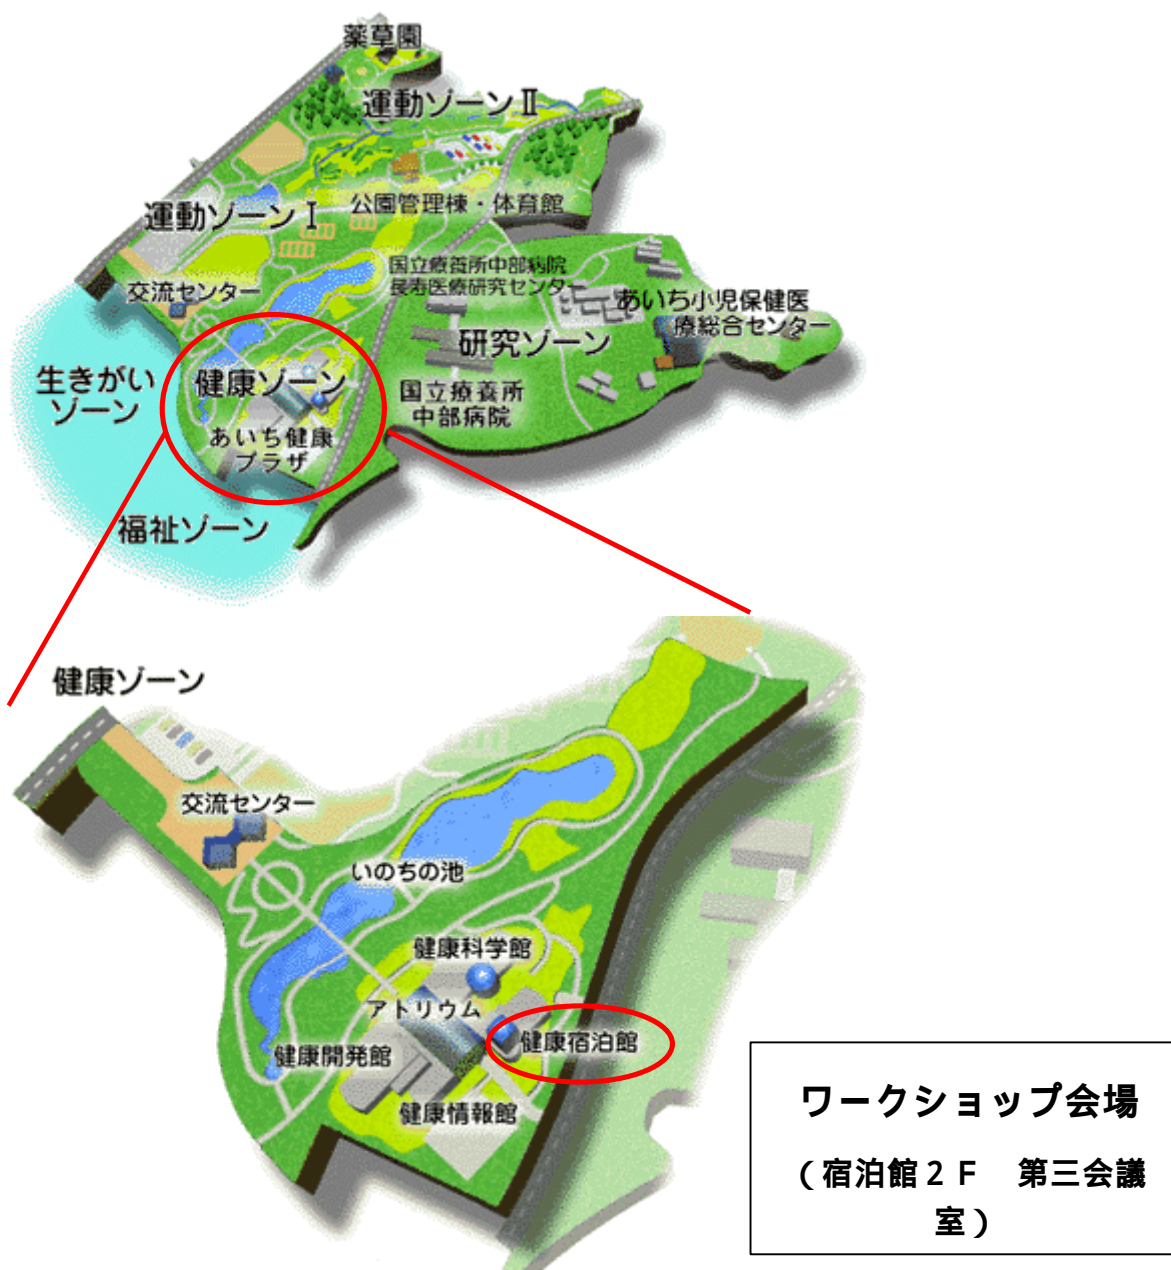 薬草園
運動ゾーンⅡ
運動ゾーンⅠ
公園管理棟・体育館
国立療養所中部病院
長寿医療研究センター
交流センター
あいち小児保健医
療総合センター
研究ゾーン
生きがい
ゾーン
健康ゾーン
国立療養所
中部病院
あいち健康
プラザ
福祉ゾーン
健康ゾーン
交流センター
いのちの池
健康科学館
アトリウム
健康宿泊館
健康開発館
健康情報館
ワークショップ会場
(宿泊館2F 第三会議
室)